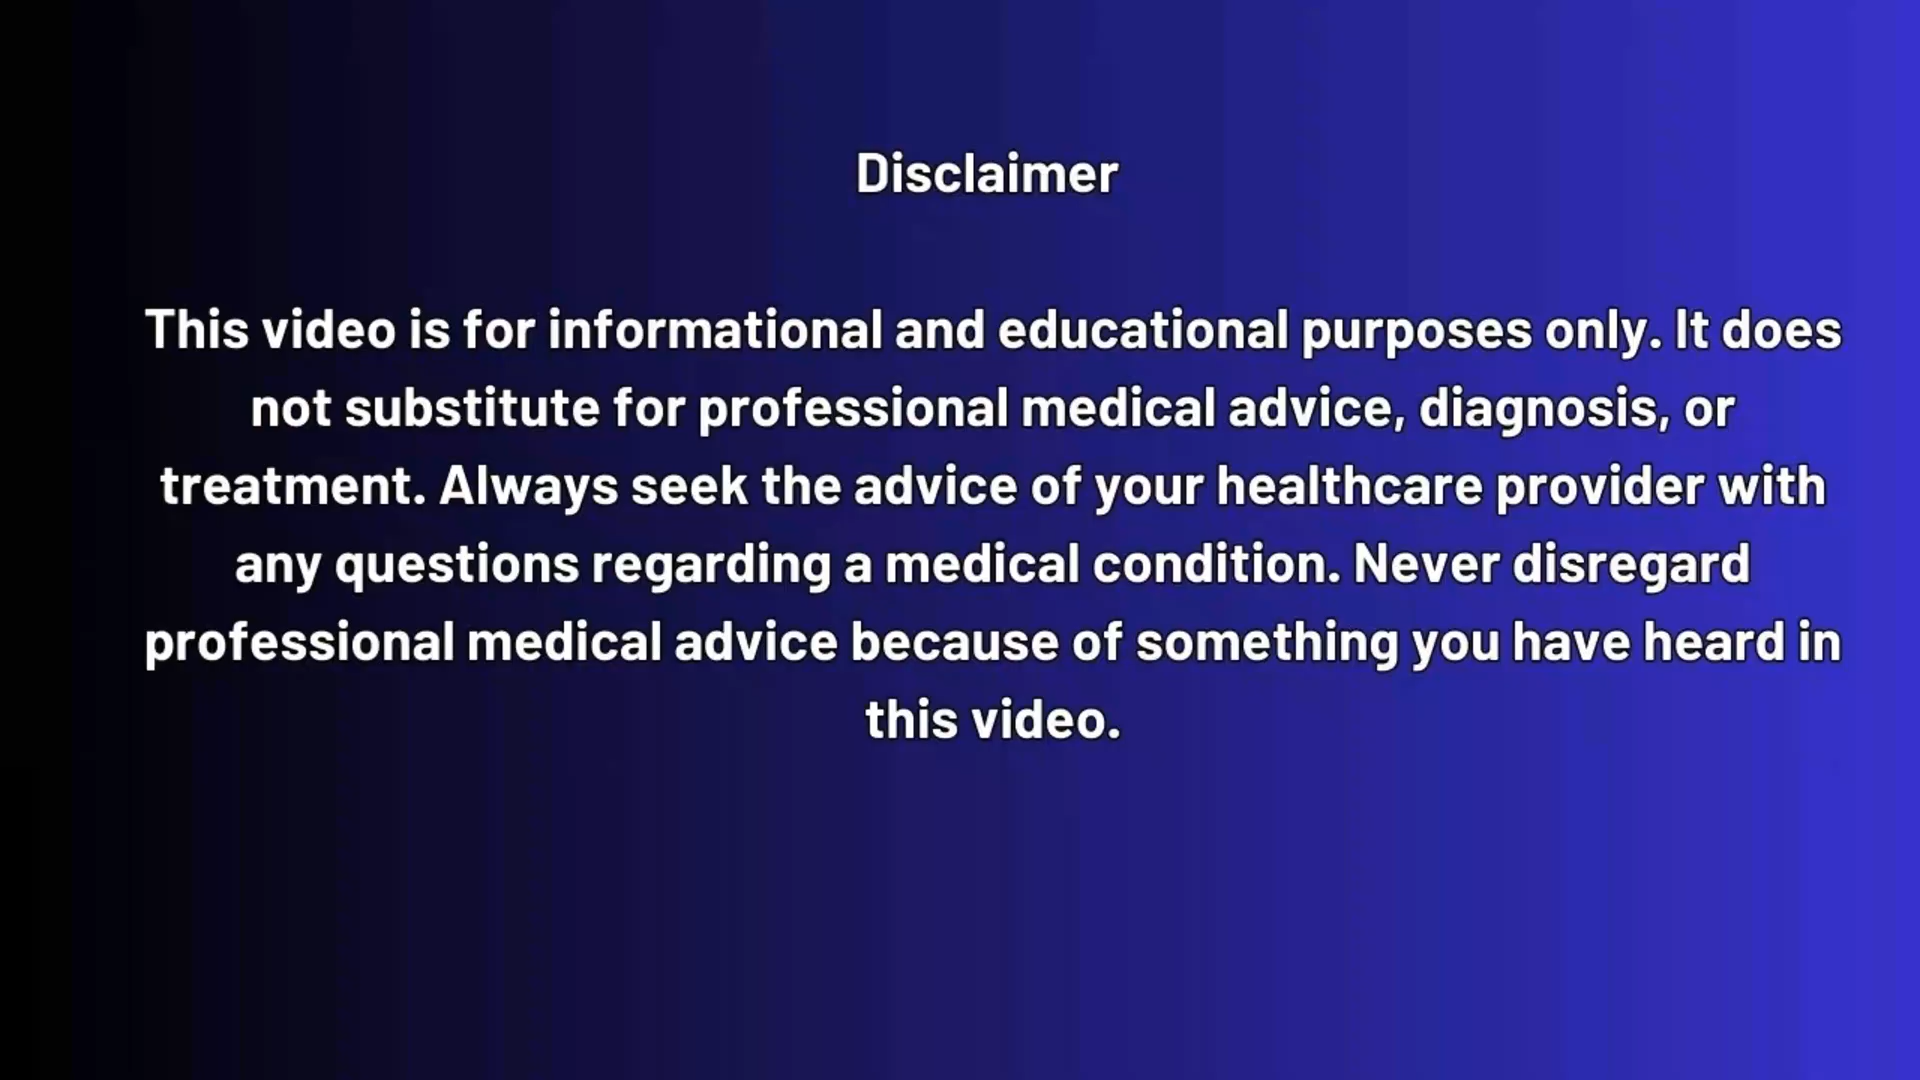 Disclaimer
This video is for informational and educational purposes only. It does
not substitute for professional medical advice, diagnosis, or
treatment. Always seek the advice of your healthcare provider with
any questions regarding a medical condition. Never disregard
professional medical advice because of something you have heard in
this video.